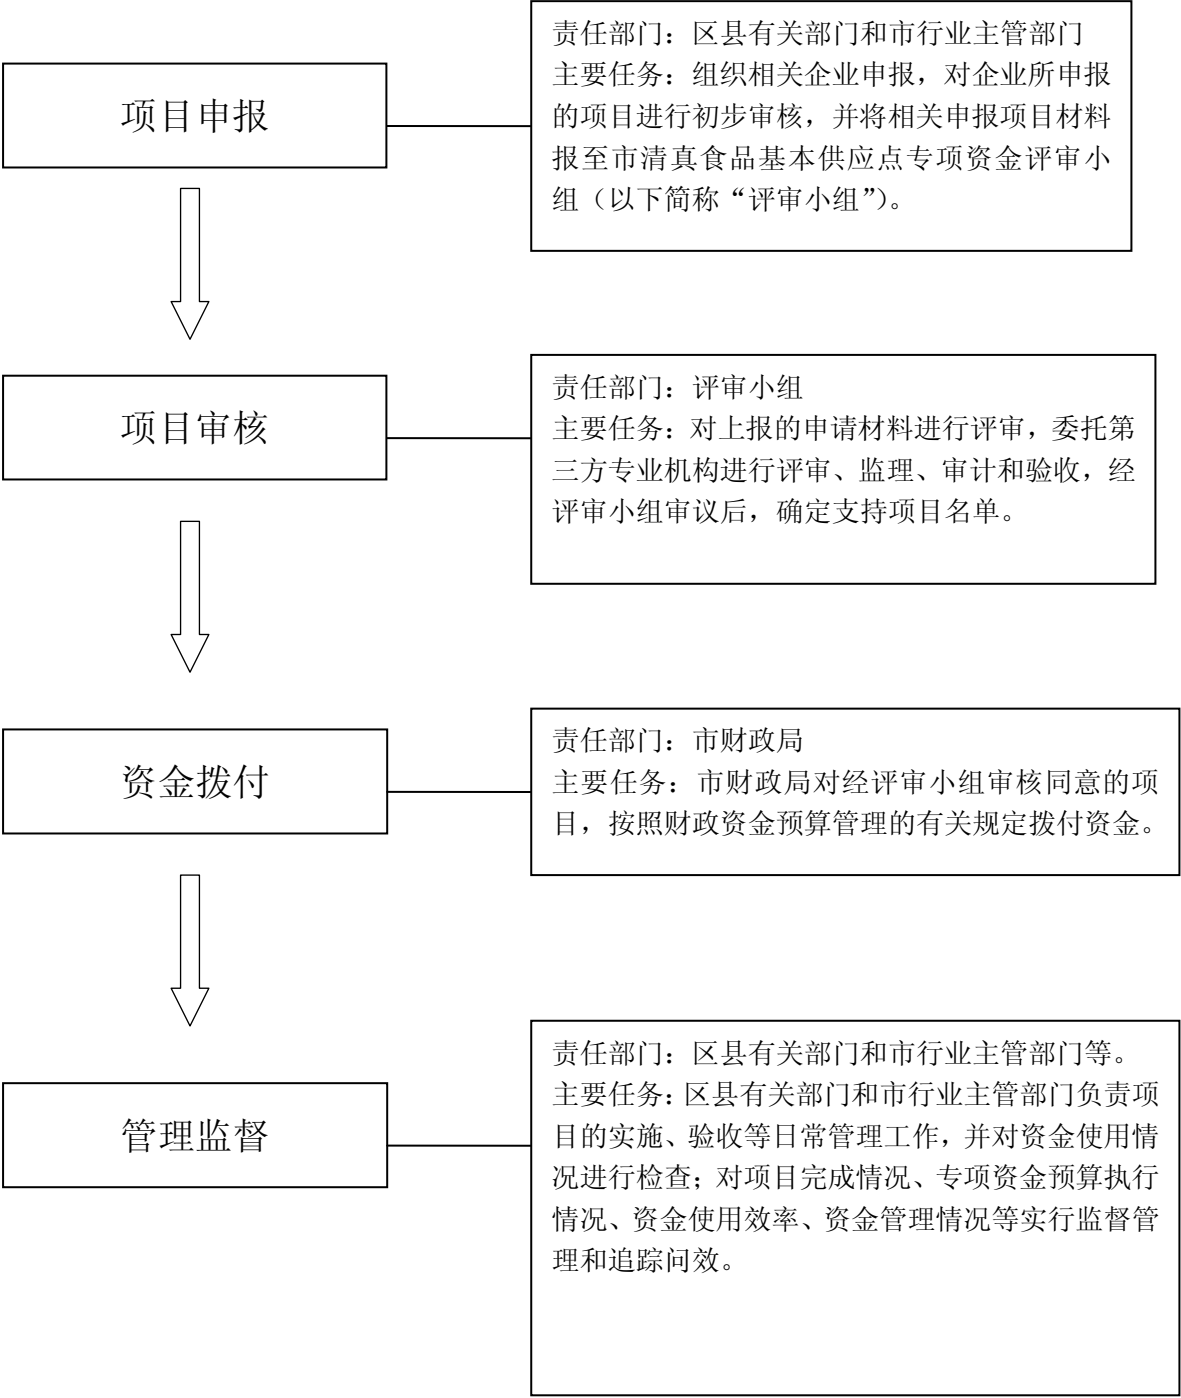 项目申报
责任部门：区县有关部门和市行业主管部门
主要任务：组织相关企业申报，对企业所申报
的项目进行初步审核，并将相关申报项目材料
报至市清真食品基本供应点专项资金评审小
组（以下简称“评审小组”）。
项目审核
责任部门：评审小组
主要任务：对上报的申请材料进行评审，委托第
三方专业机构进行评审、监理、审计和验收，经
评审小组审议后，确定支持项目名单。
资金拨付
责任部门：市财政局
主要任务：市财政局对经评审小组审核同意的项
目，按照财政资金预算管理的有关规定拨付资金。
管理监督
责任部门：区县有关部门和市行业主管部门等。
主要任务：区县有关部门和市行业主管部门负责项
目的实施、验收等日常管理工作，并对资金使用情
况进行检查；对项目完成情况、专项资金预算执行
情况、资金使用效率、资金管理情况等实行监督管
理和追踪问效。